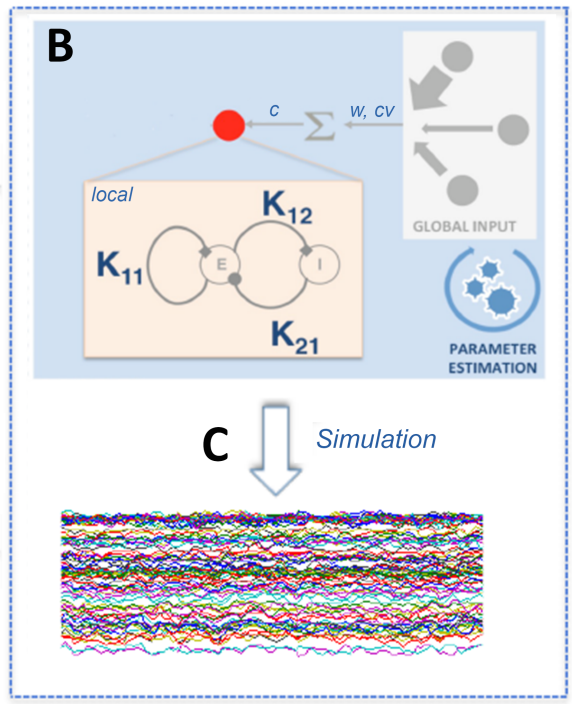 B
c
Σ
w, cv
GLOBAL INPUT
local
K12
K11
E
I
K21
PARAMETER
ESTIMATION
C
Simulation